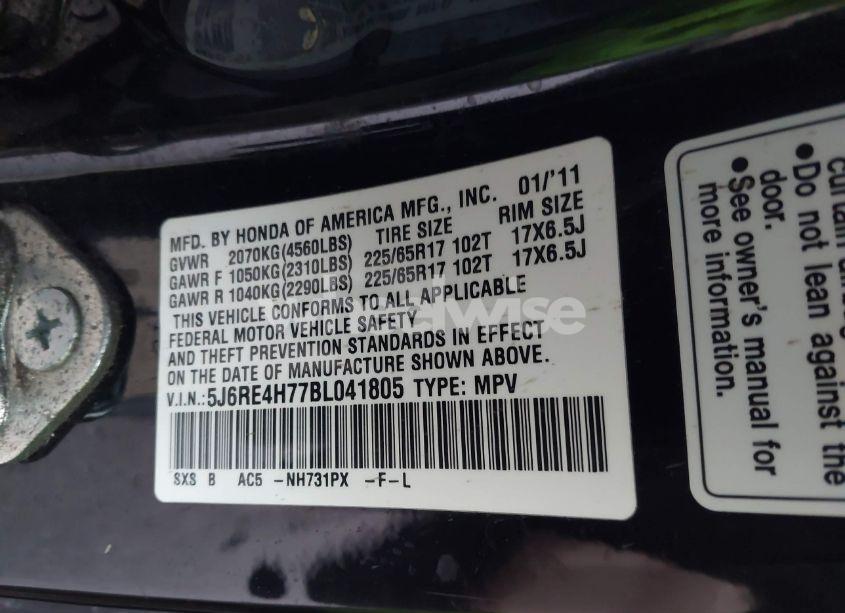 MFD. BY HONDA OF AMERICA MFG., INC. 01/'11
GVWR 2070KG(4560LBS) TIRE SIZE RIM SIZE
GAWR F 1050KG(2310LBS) 225/65R17 102T 17X6.5J
GAWR R 1040KG(2290LBS) 225/65R17 102T 17X6.5J
THIS VEHICLE CONFORMS TO ALL APPLICABLE
FEDERAL MOTOR VEHICLE SAFETY
AND THEFT PREVENTION STANDARDS IN EFFECT
ON THE DATE OF MANUFACTURE SHOWN ABOVE.
V.I.N.:5J6RE4H77BL041805 TYPE: MPV
SXS B AC5 -NH731PX -F-L
•Do not lean against the
door.
•See owner's manual for
more information.